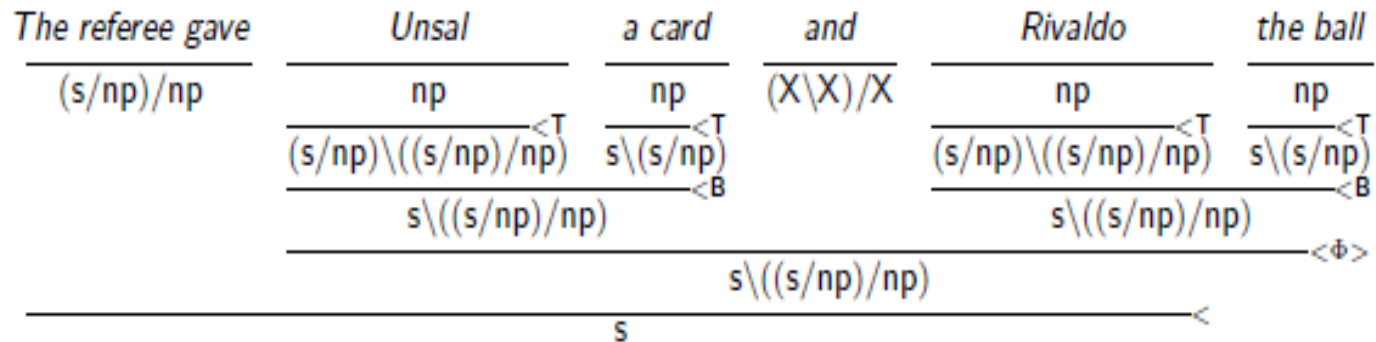 The referee gave Unsal a card and Rivaldo the ball
(s/np)/np np np (X\X)/X np np
<T <T <T <T
(s/np)\((s/np)/np) s\(s/np) (s/np)\((s/np)/np) s\(s/np)
<B <B
s\((s/np)/np) s\((s/np)/np)
<Φ>
s\((s/np)/np)
<
s